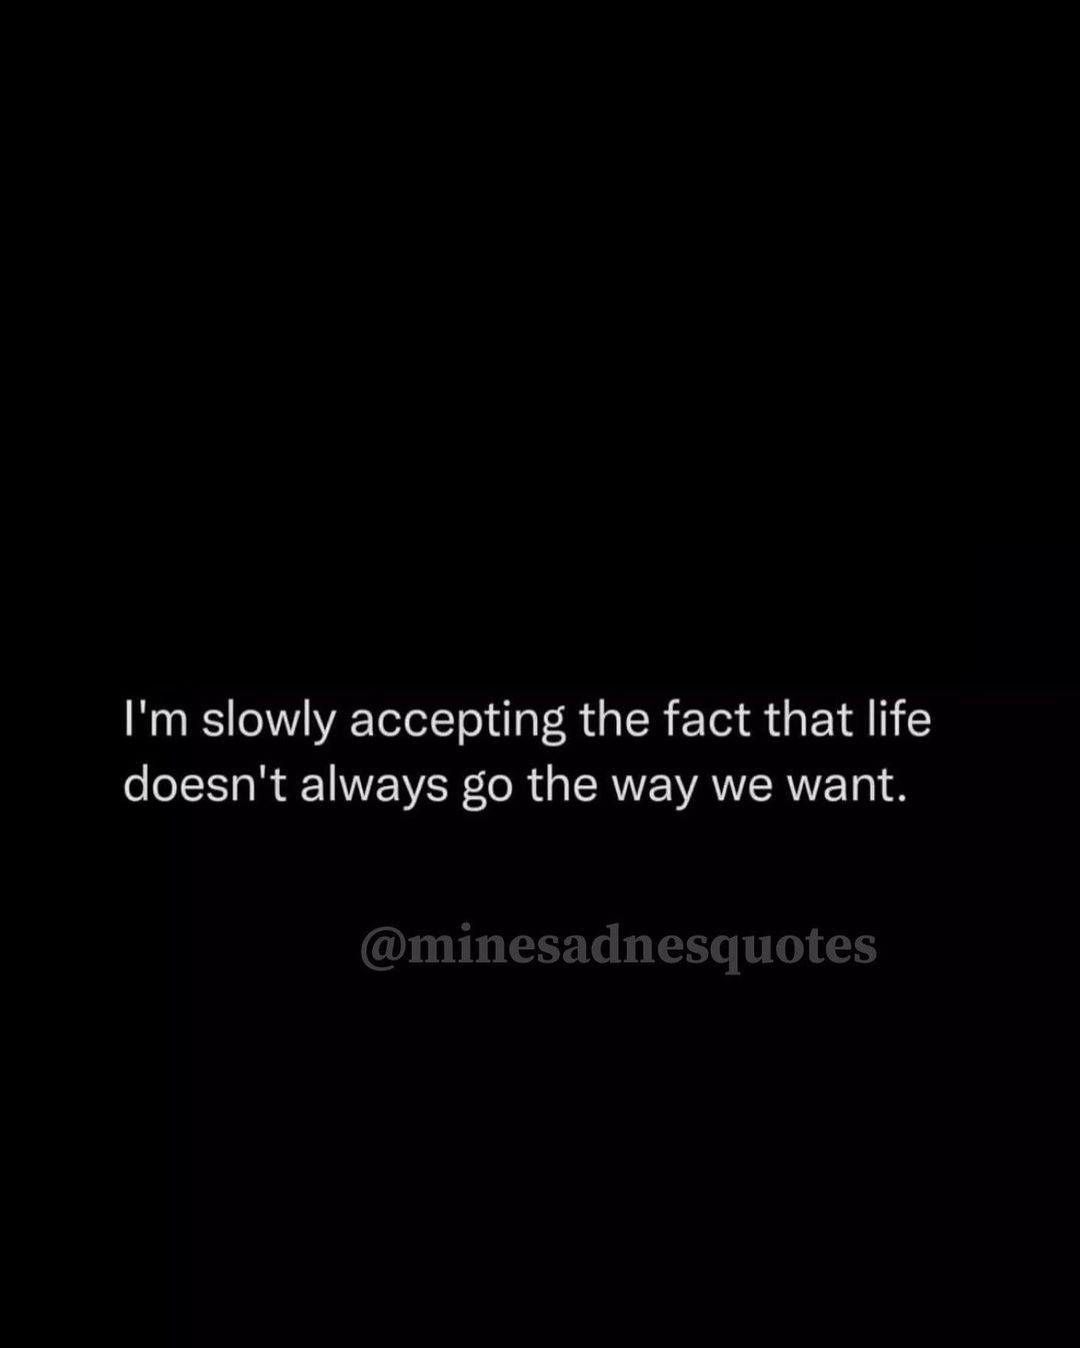 I'm slowly accepting the fact that life
doesn't always go the way we want.
@minesadnesquotes